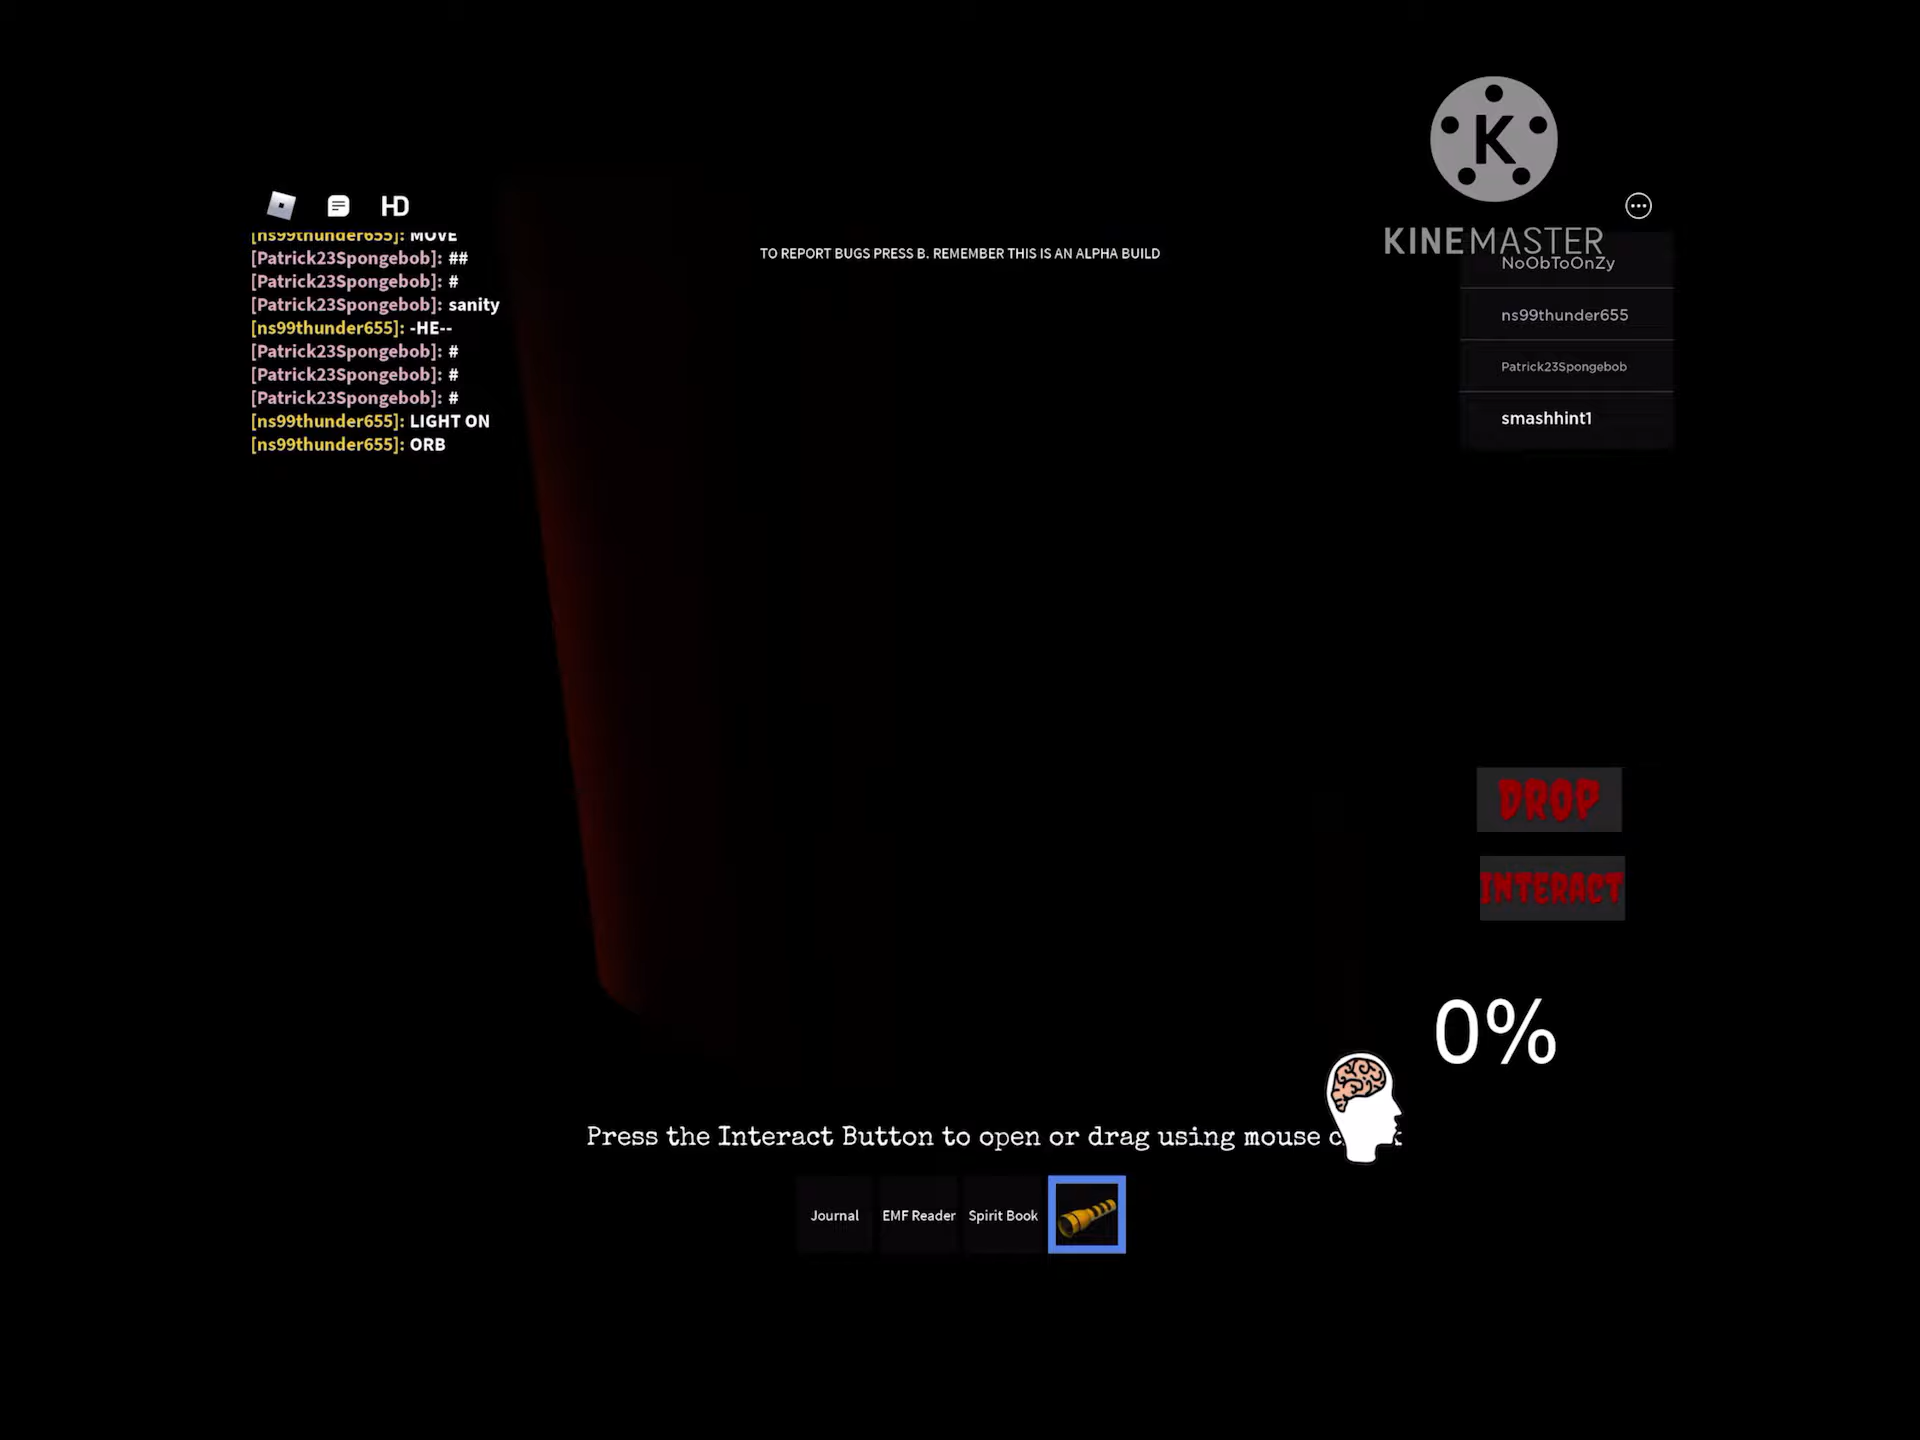 K
KINEMASTER
HD
[ns99thunder655]: MOVE
[Patrick23Spongebob]: ##
[Patrick23Spongebob]: #
[Patrick23Spongebob]: sanity
[ns99thunder655]: -HE--
[Patrick23Spongebob]: #
[Patrick23Spongebob]: #
[Patrick23Spongebob]: #
[ns99thunder655]: LIGHT ON
[ns99thunder655]: ORB
TO REPORT BUGS PRESS B. REMEMBER THIS IS AN ALPHA BUILD
NoObToOnZy
ns99thunder655
Patrick23Spongebob
smashhint1
DROP
INTERACT
0%
Press the Interact Button to open or drag using mouse
Journal
EMF Reader
Spirit Book